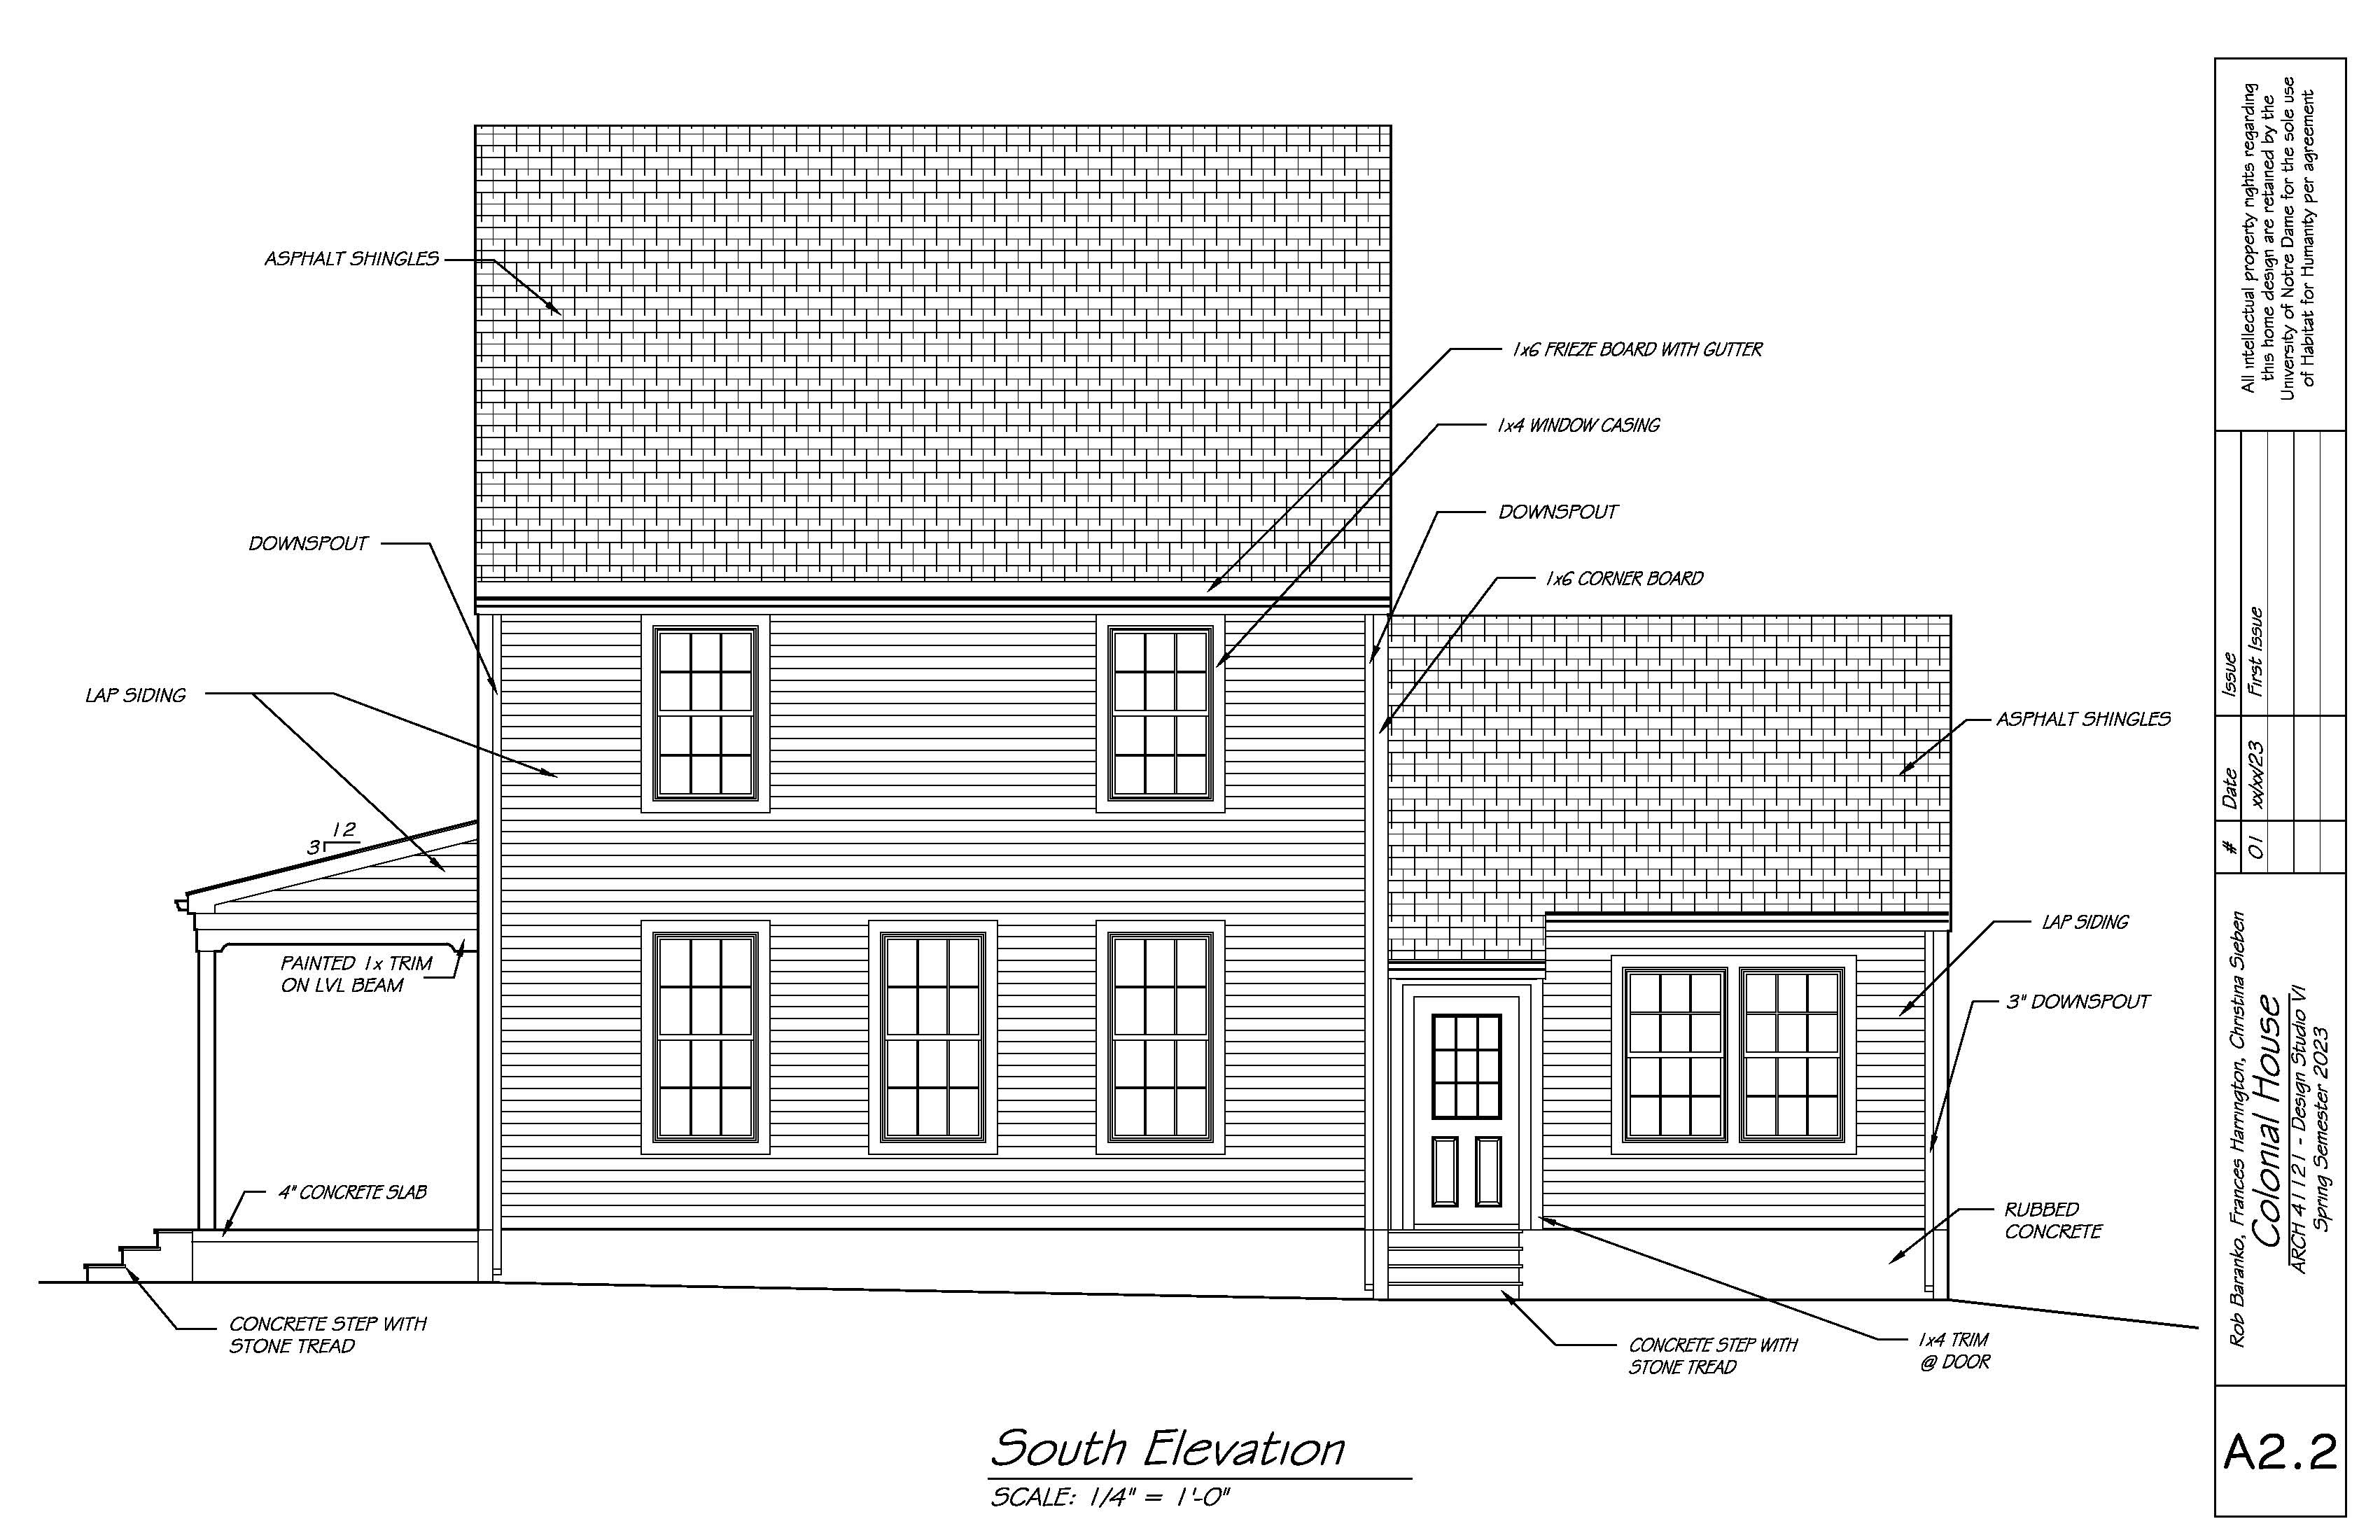 ASPHALT SHINGLES
1x6 FRIEZE BOARD WITH GUTTER
1x4 WINDOW CASING
DOWNSPOUT
DOWNSPOUT
1x6 CORNER BOARD
LAP SIDING
ASPHALT SHINGLES
12
3
LAP SIDING
PAINTED 1x TRIM
ON LVL BEAM
3" DOWNSPOUT
4" CONCRETE SLAB
RUBBED
CONCRETE
CONCRETE STEP WITH
STONE TREAD
CONCRETE STEP WITH
STONE TREAD
1x4 TRIM
@ DOOR
South Elevation
SCALE: 1/4" = 1'-0"
All intellectual property rights regarding
this home design are retained by the
University of Notre Dame for the sole use
of Habitat for Humanity per agreement
# Date Issue
01 xx/xx/23 First Issue
Rob Baranko, Frances Harrington, Christina Sieben
Colonial House
ARCH 41121 - Design Studio VI
Spring Semester 2023
A2.2